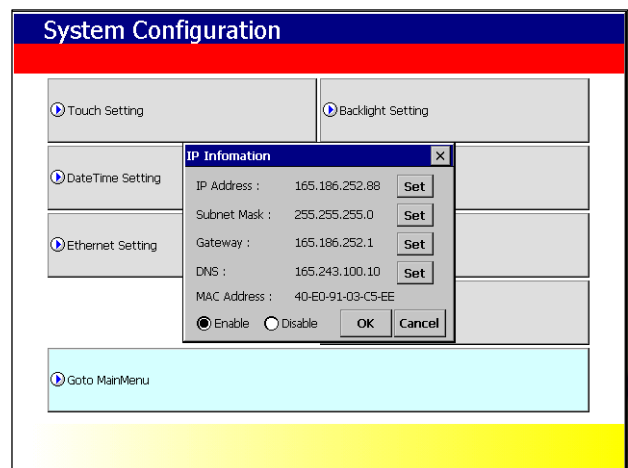 System Configuration
Touch Setting
Backlight Setting
DateTime Setting
Ethernet Setting
IP Infomation
IP Address : 165.186.252.88 Set
Subnet Mask : 255.255.255.0 Set
Gateway : 165.186.252.1 Set
DNS : 165.243.100.10 Set
MAC Address : 40-E0-91-03-C5-EE
Enable Disable OK Cancel
Goto MainMenu